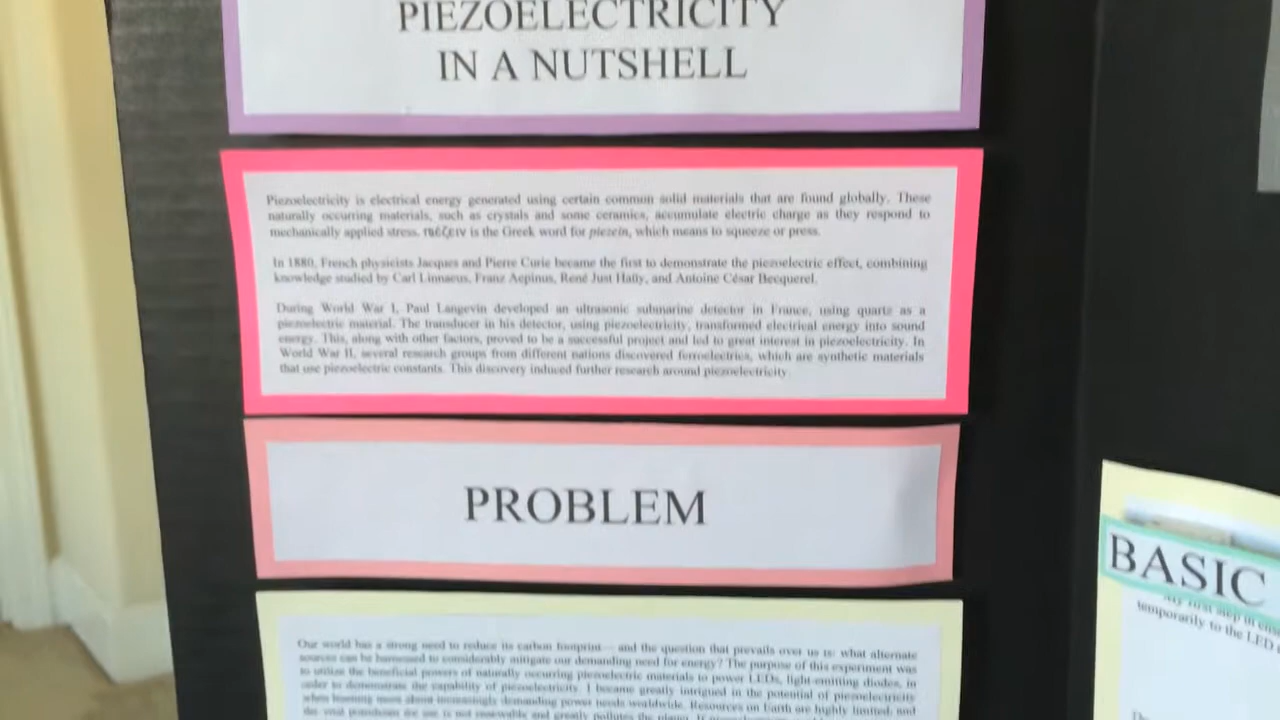 PIEZOELECTRICITY
IN A NUTSHELL
Piezoelectricity is electrical energy generated using certain common solid materials that are found globally. These
naturally occurring materials, such as crystals and some ceramics, accumulate electric charge as they respond to
mechanically applied stress. πιέζειν is the Greek word for piezein, which means to squeeze or press.
In 1880, French physicists Jacques and Pierre Curie became the first to demonstrate the piezoelectric effect, combining
knowledge studied by Carl Linnaeus, Franz Aepinus, René Just Haüy, and Antoine César Becquerel.
During World War I, Paul Langevin developed an ultrasonic submarine detector in France, using quartz as a
piezoelectric material. The transducer in his detector, using piezoelectricity, transformed electrical energy into sound
energy. This, along with other factors, proved to be a successful project and led to great interest in piezoelectricity. In
World War II, several research groups from different nations discovered ferroelectrics, which are synthetic materials
that use piezoelectric constants. This discovery induced further research around piezoelectricity
PROBLEM
Our world has a strong need to reduce its carbon footprint— and the question that prevails over us is: what alternate
sources can be harnessed to considerably mitigate our demanding need for energy? The purpose of this experiment was
to utilize the beneficial powers of naturally occurring piezoelectric materials to power LEDs, light-emitting diodes, in
order to demonstrate the capability of piezoelectricity. I became greatly intrigued in the potential of piezoelectricity
when learning more about increasingly demanding power needs worldwide. Resources on Earth are highly limited, and
BASIC
My first step in
temporarily to the LED